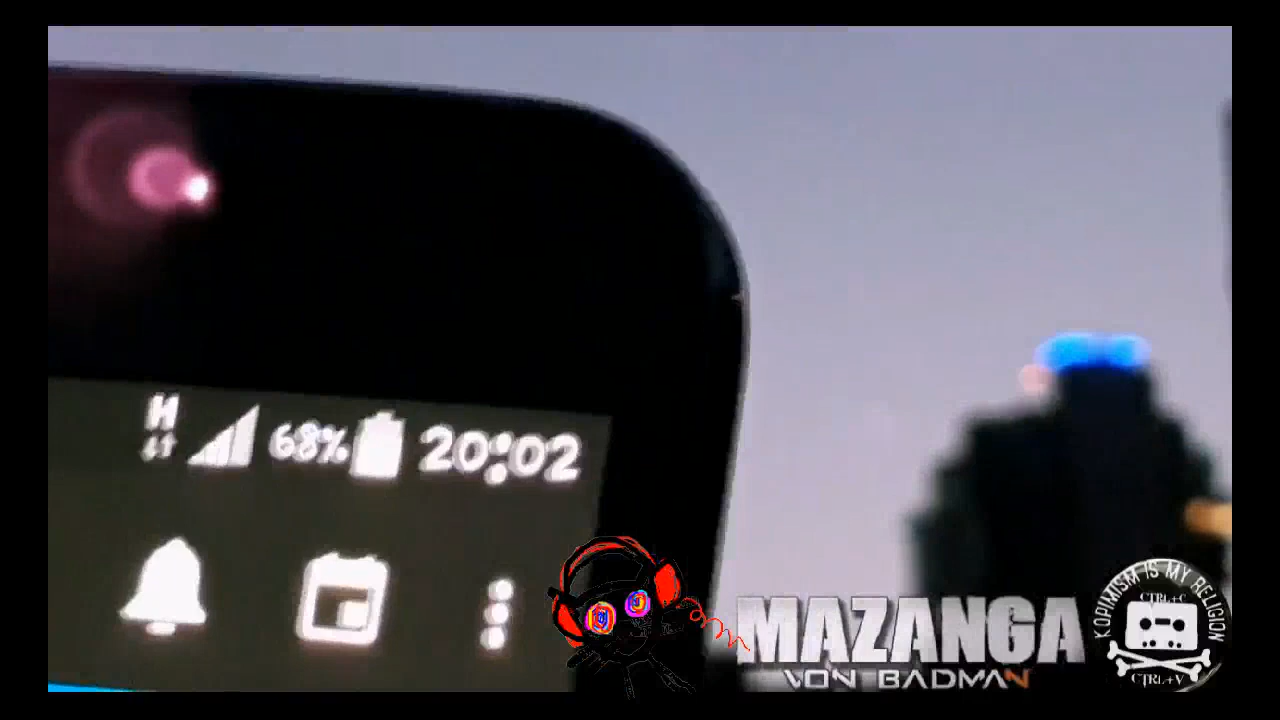 H 68% 20:02
MAZANGA
VON BADMAN
KOPIMISM IS MY RELIGION
CTRL+C
CTRL+V